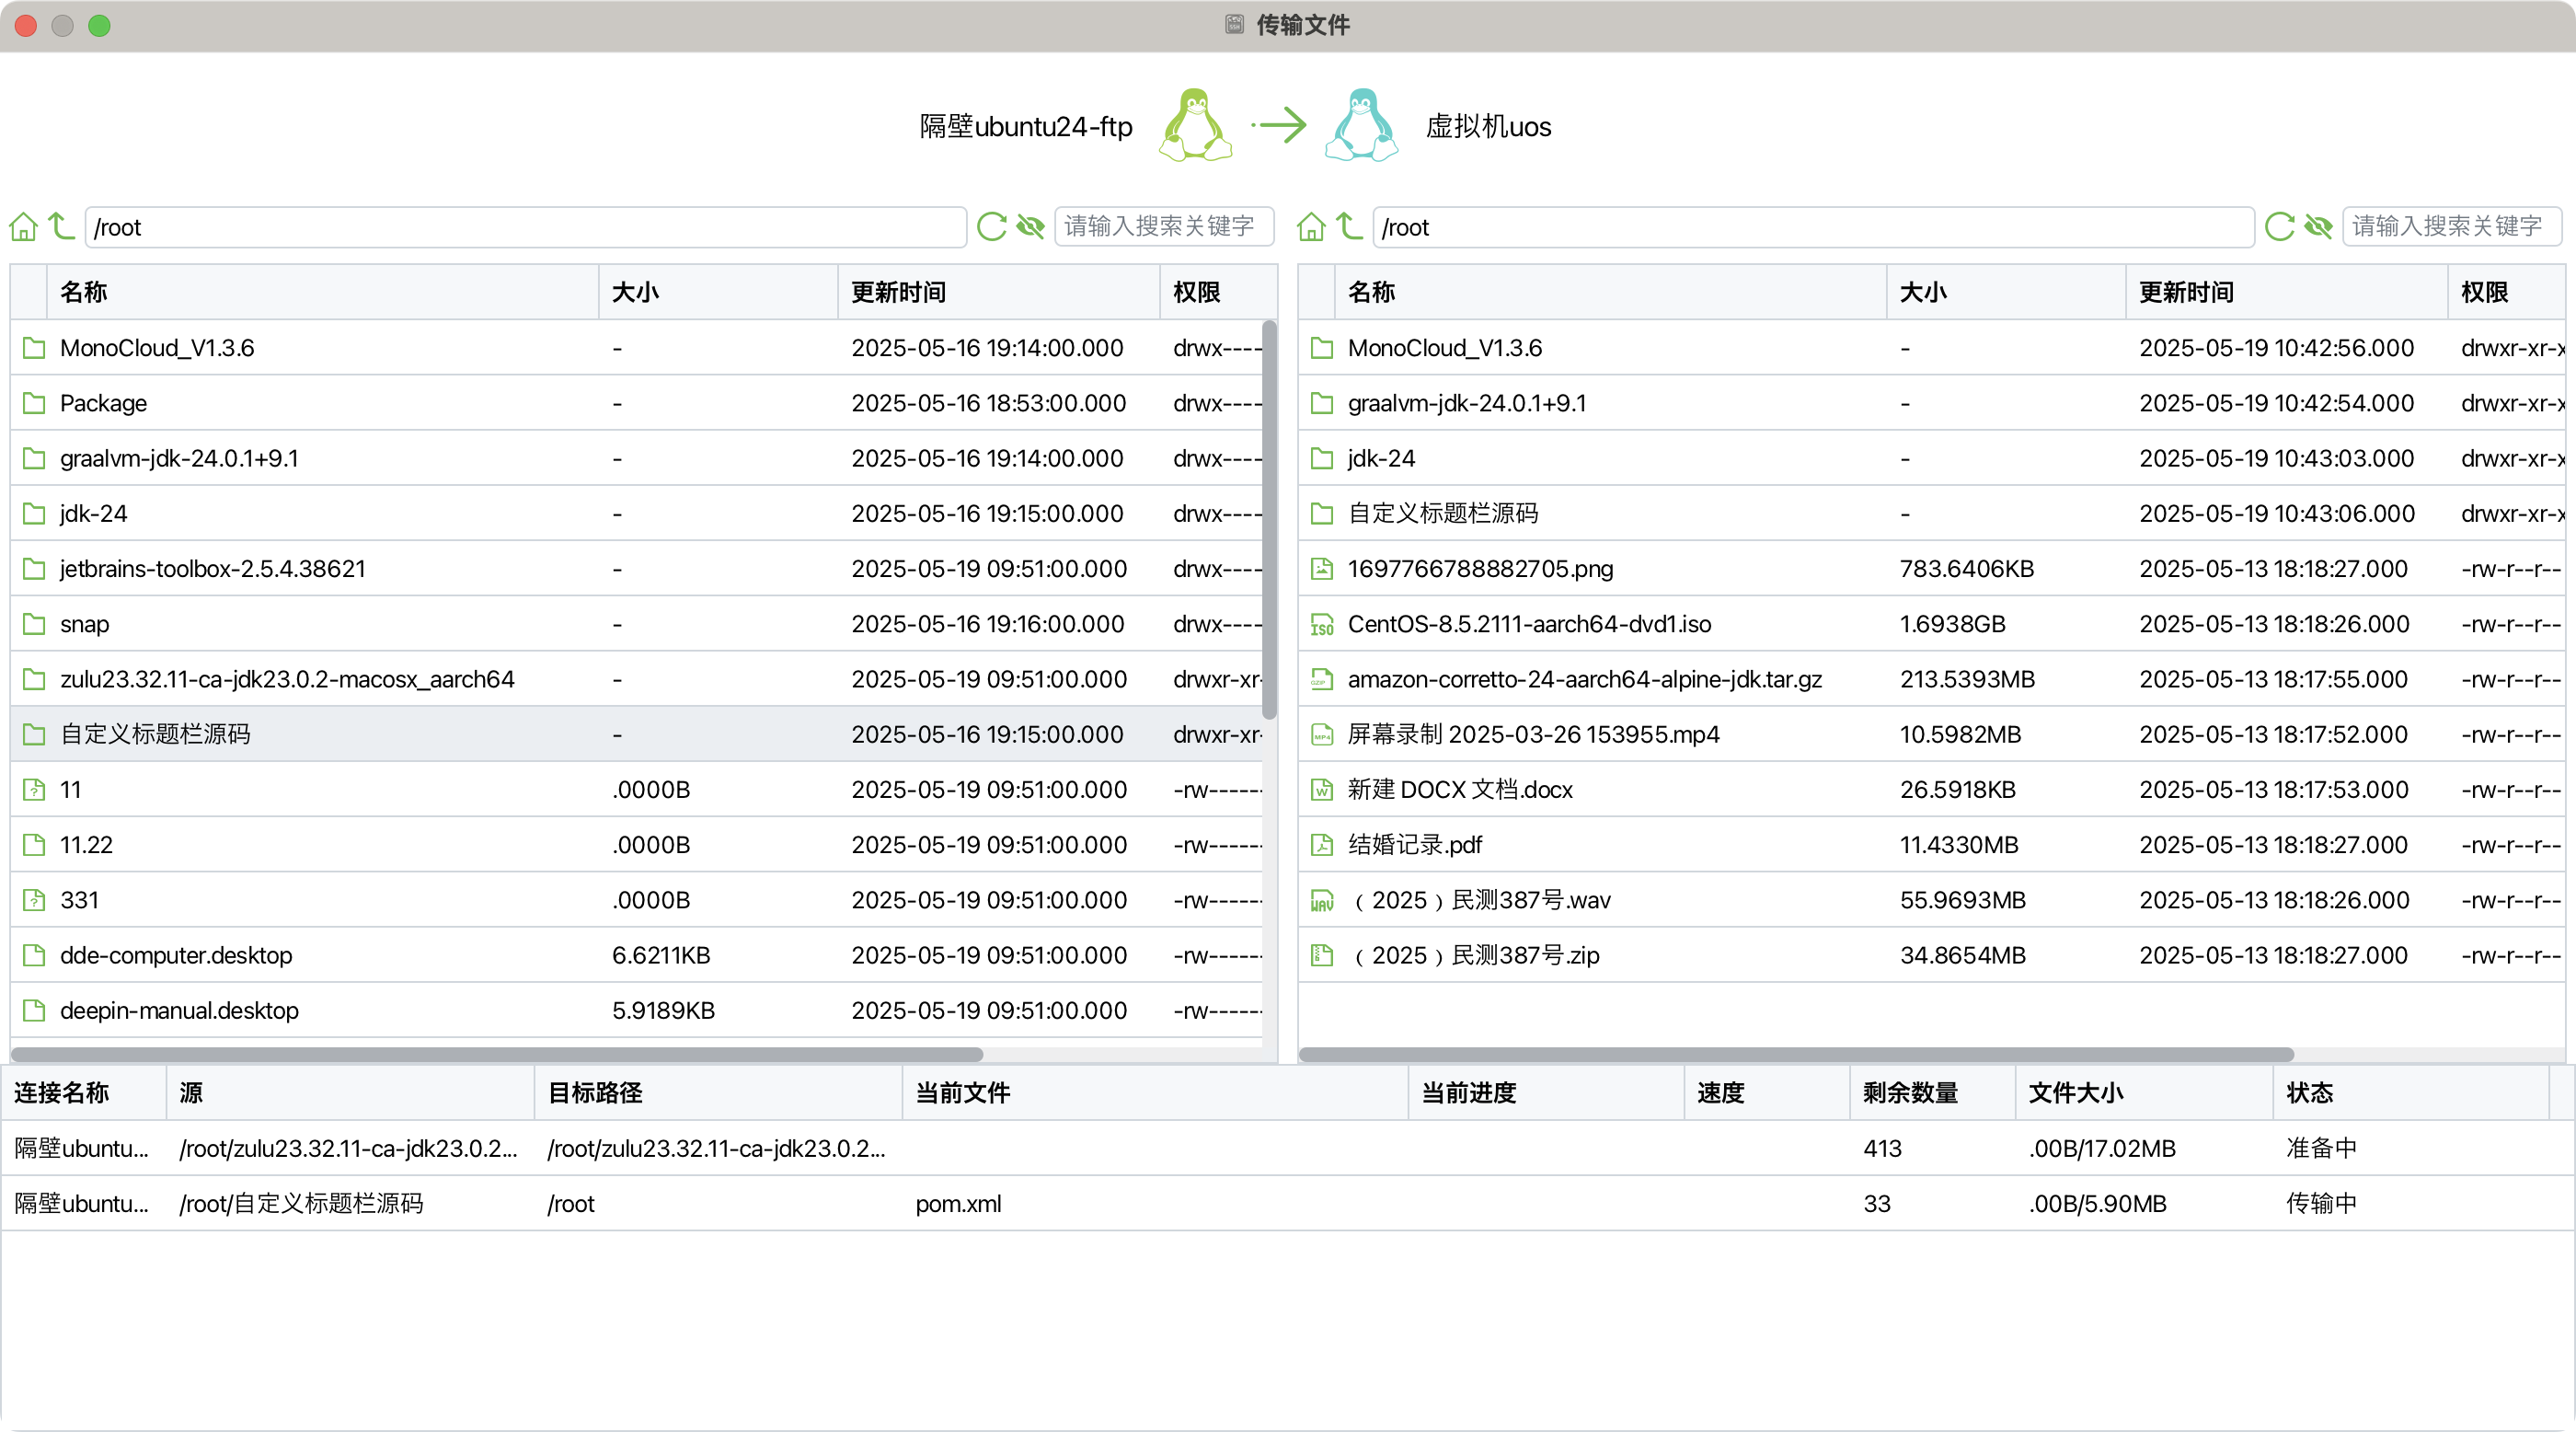 传输文件
隔壁ubuntu24-ftp 虚拟机uos
/root 请输入搜索关键字
名称 大小 更新时间 权限
MonoCloud_V1.3.6 - 2025-05-16 19:14:00.000 drwx----
Package - 2025-05-16 18:53:00.000 drwx----
graalvm-jdk-24.0.1+9.1 - 2025-05-16 19:14:00.000 drwx----
jdk-24 - 2025-05-16 19:15:00.000 drwx----
jetbrains-toolbox-2.5.4.38621 - 2025-05-19 09:51:00.000 drwx----
snap - 2025-05-16 19:16:00.000 drwx----
zulu23.32.11-ca-jdk23.0.2-macosx_aarch64 - 2025-05-19 09:51:00.000 drwxr-xr-
自定义标题栏源码 - 2025-05-16 19:15:00.000 drwxr-xr-
11 .0000B 2025-05-19 09:51:00.000 -rw------
11.22 .0000B 2025-05-19 09:51:00.000 -rw------
331 .0000B 2025-05-19 09:51:00.000 -rw------
dde-computer.desktop 6.6211KB 2025-05-19 09:51:00.000 -rw------
deepin-manual.desktop 5.9189KB 2025-05-19 09:51:00.000 -rw------
/root 请输入搜索关键字
名称 大小 更新时间 权限
MonoCloud_V1.3.6 - 2025-05-19 10:42:56.000 drwxr-xr-x
graalvm-jdk-24.0.1+9.1 - 2025-05-19 10:42:54.000 drwxr-xr-x
jdk-24 - 2025-05-19 10:43:03.000 drwxr-xr-x
自定义标题栏源码 - 2025-05-19 10:43:06.000 drwxr-xr-x
1697766788882705.png 783.6406KB 2025-05-13 18:18:27.000 -rw-r--r--
ISO CentOS-8.5.2111-aarch64-dvd1.iso 1.6938GB 2025-05-13 18:18:26.000 -rw-r--r--
GZIP amazon-corretto-24-aarch64-alpine-jdk.tar.gz 213.5393MB 2025-05-13 18:17:55.000 -rw-r--r--
MP4 屏幕录制 2025-03-26 153955.mp4 10.5982MB 2025-05-13 18:17:52.000 -rw-r--r--
W 新建 DOCX 文档.docx 26.5918KB 2025-05-13 18:17:53.000 -rw-r--r--
结婚记录.pdf 11.4330MB 2025-05-13 18:18:27.000 -rw-r--r--
WAV （2025）民测387号.wav 55.9693MB 2025-05-13 18:18:26.000 -rw-r--r--
（2025）民测387号.zip 34.8654MB 2025-05-13 18:18:27.000 -rw-r--r--
连接名称 源 目标路径 当前文件 当前进度 速度 剩余数量 文件大小 状态
隔壁ubuntu... /root/zulu23.32.11-ca-jdk23.0.2... /root/zulu23.32.11-ca-jdk23.0.2... 413 .00B/17.02MB 准备中
隔壁ubuntu... /root/自定义标题栏源码 /root pom.xml 33 .00B/5.90MB 传输中